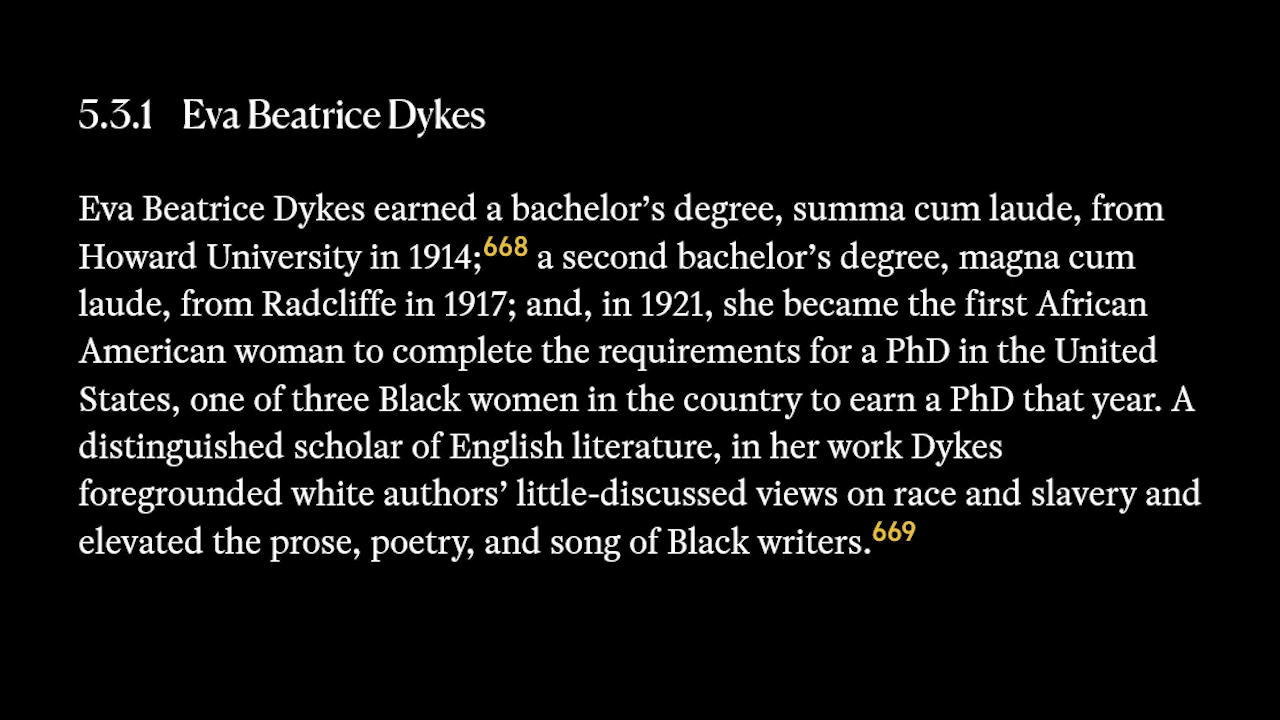 5.3.1 Eva Beatrice Dykes
Eva Beatrice Dykes earned a bachelor’s degree, summa cum laude, from
Howard University in 1914;668 a second bachelor’s degree, magna cum
laude, from Radcliffe in 1917; and, in 1921, she became the first African
American woman to complete the requirements for a PhD in the United
States, one of three Black women in the country to earn a PhD that year. A
distinguished scholar of English literature, in her work Dykes
foregrounded white authors’ little-discussed views on race and slavery and
elevated the prose, poetry, and song of Black writers.669